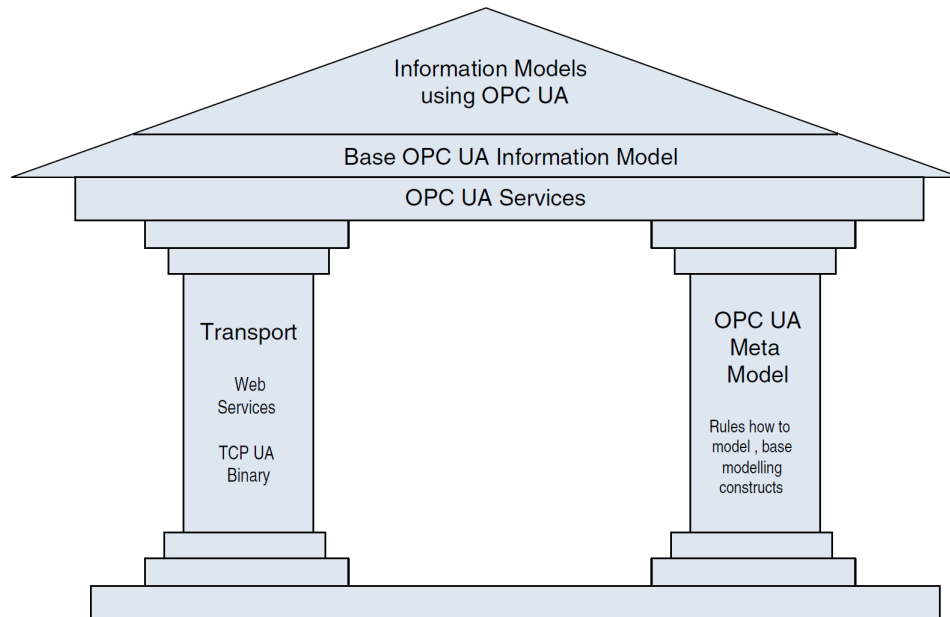 Information Models
using OPC UA
Base OPC UA Information Model
OPC UA Services
Transport
Web
Services
TCP UA
Binary
OPC UA
Meta
Model
Rules how to
model , base
modelling
constructs